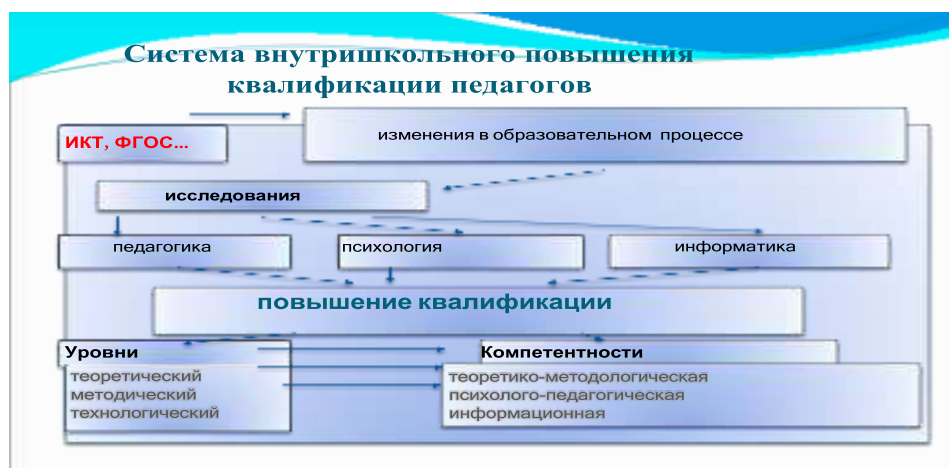 Система внутришкольного повышения
квалификации педагогов
ИКТ, ФГОС...
изменения в образовательном процессе
исследования
педагогика
психология
информатика
повышение квалификации
Уровни
теоретический
методический
технологический
Компетентности
теоретико-методологическая
психолого-педагогическая
информационная